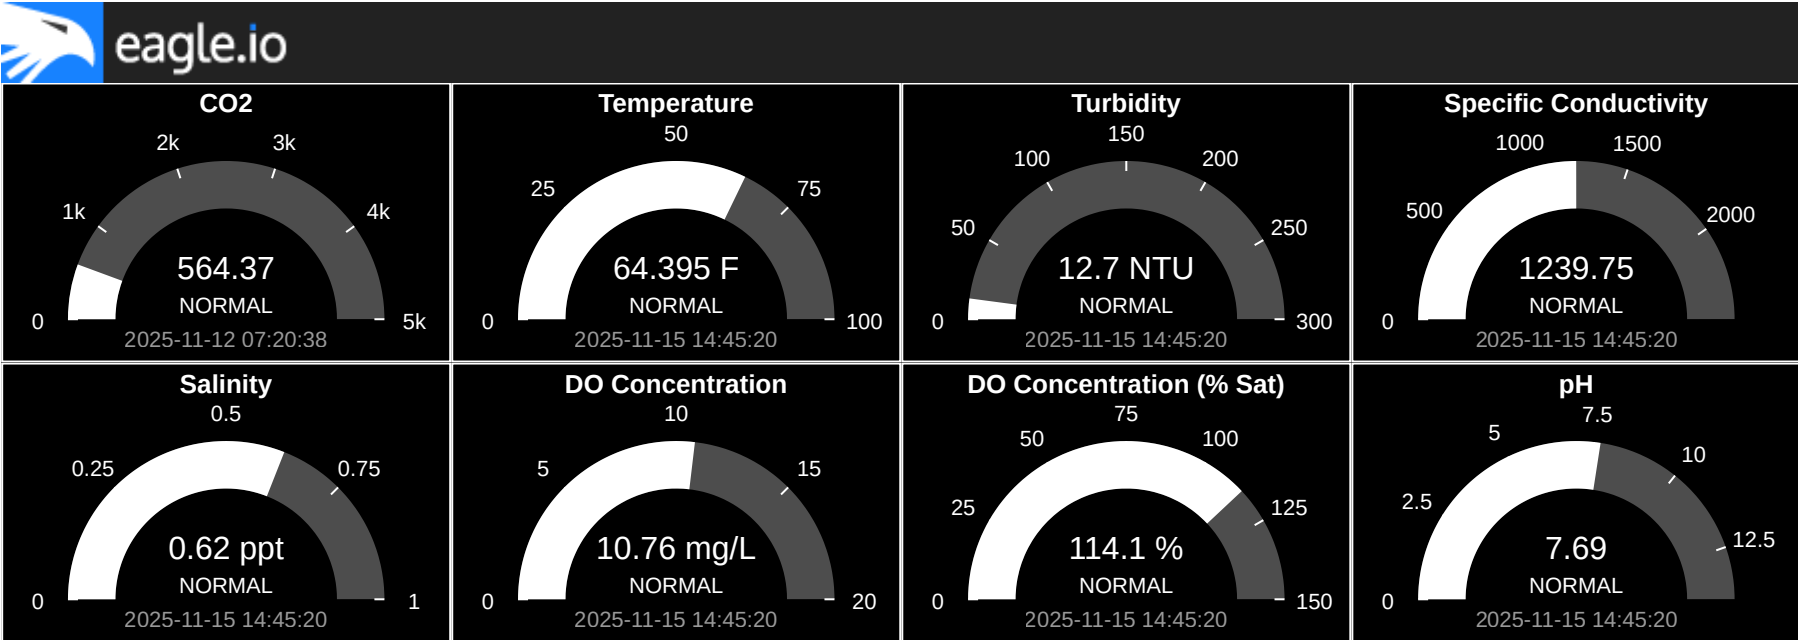 eagle.io
CO2
0
1k
2k
3k
4k
5k
564.37
NORMAL
2025-11-12 07:20:38
Temperature
0
25
50
75
100
64.395 F
NORMAL
2025-11-15 14:45:20
Turbidity
0
50
100
150
200
250
300
12.7 NTU
NORMAL
2025-11-15 14:45:20
Specific Conductivity
0
500
1000
1500
2000
1239.75
NORMAL
2025-11-15 14:45:20
Salinity
0
0.25
0.5
0.75
1
0.62 ppt
NORMAL
2025-11-15 14:45:20
DO Concentration
0
5
10
15
20
10.76 mg/L
NORMAL
2025-11-15 14:45:20
DO Concentration (% Sat)
0
25
50
75
100
125
150
114.1 %
NORMAL
2025-11-15 14:45:20
pH
0
2.5
5
7.5
10
12.5
7.69
NORMAL
2025-11-15 14:45:20